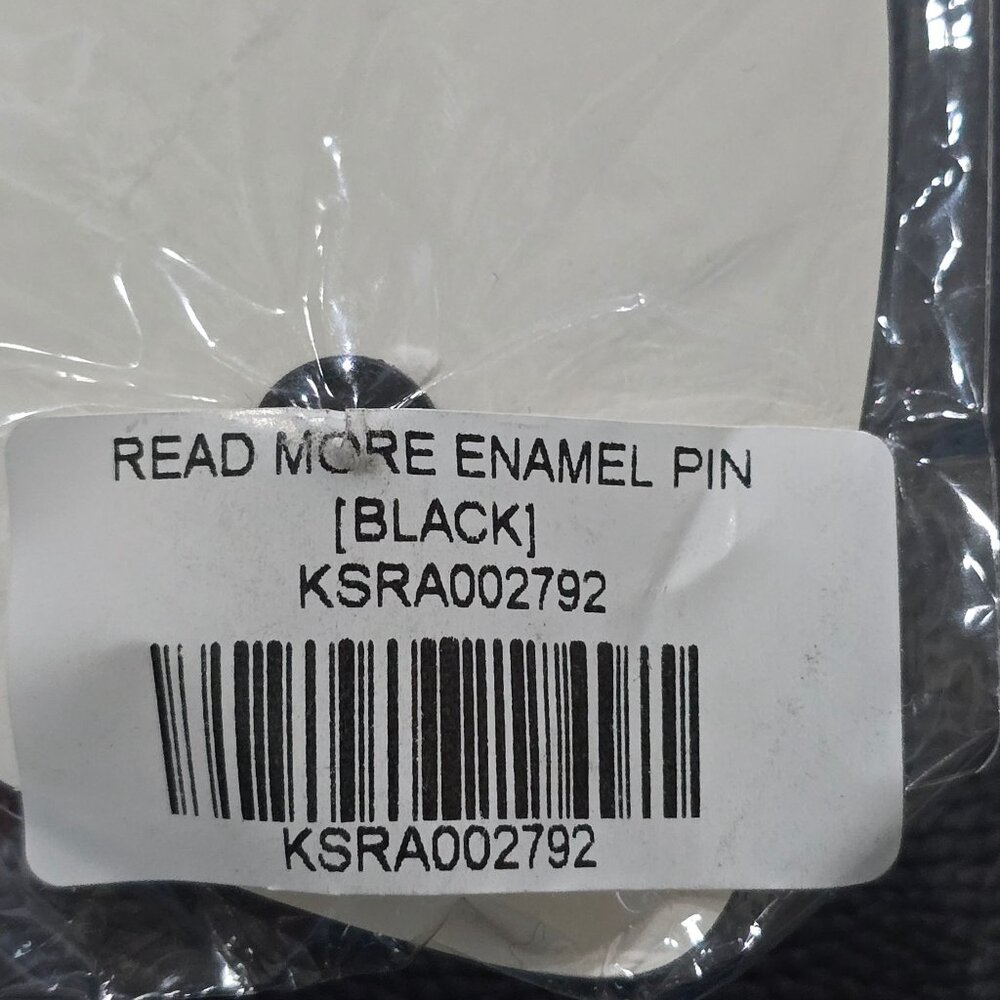 READ MORE ENAMEL PIN
[BLACK]
KSRA002792
KSRA002792